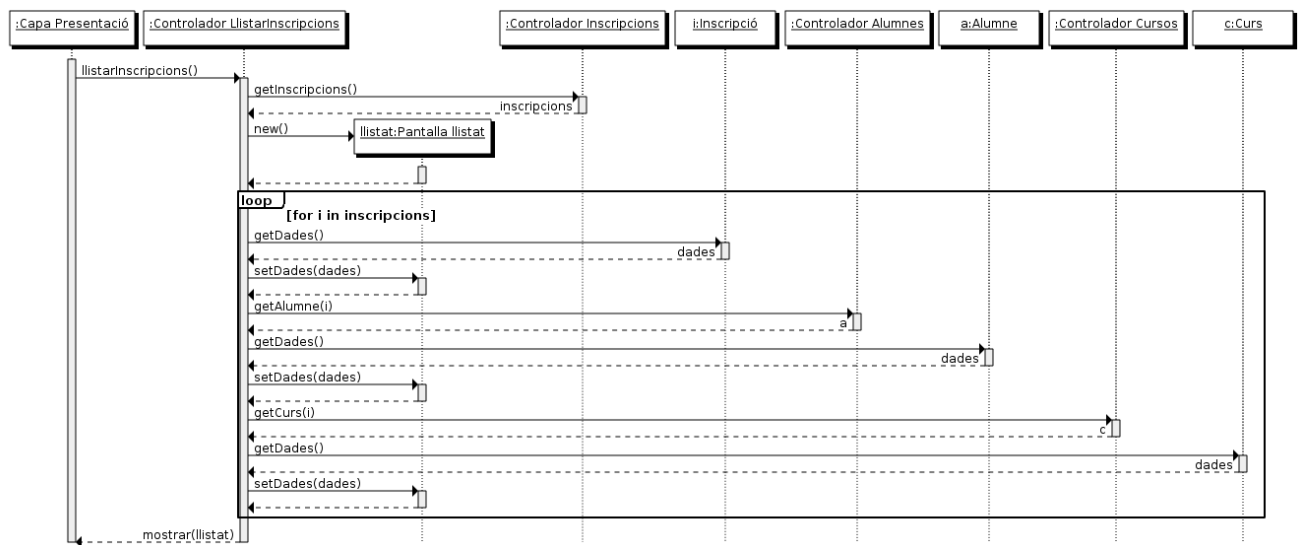 :Capa Presentació
:Controlador LlistarInscripcions
:Controlador Inscripcions
i:Inscripció
:Controlador Alumnes
a:Alumne
:Controlador Cursos
c:Curs
llistarInscripcions()
getInscripcions()
inscripcions
new()
llistat:Pantalla llistat
loop
[for i in inscripcions]
getDades()
dades
setDades(dades)
getAlumne(i)
a
getDades()
dades
setDades(dades)
getCurs(i)
c
getDades()
dades
setDades(dades)
mostrar(llistat)